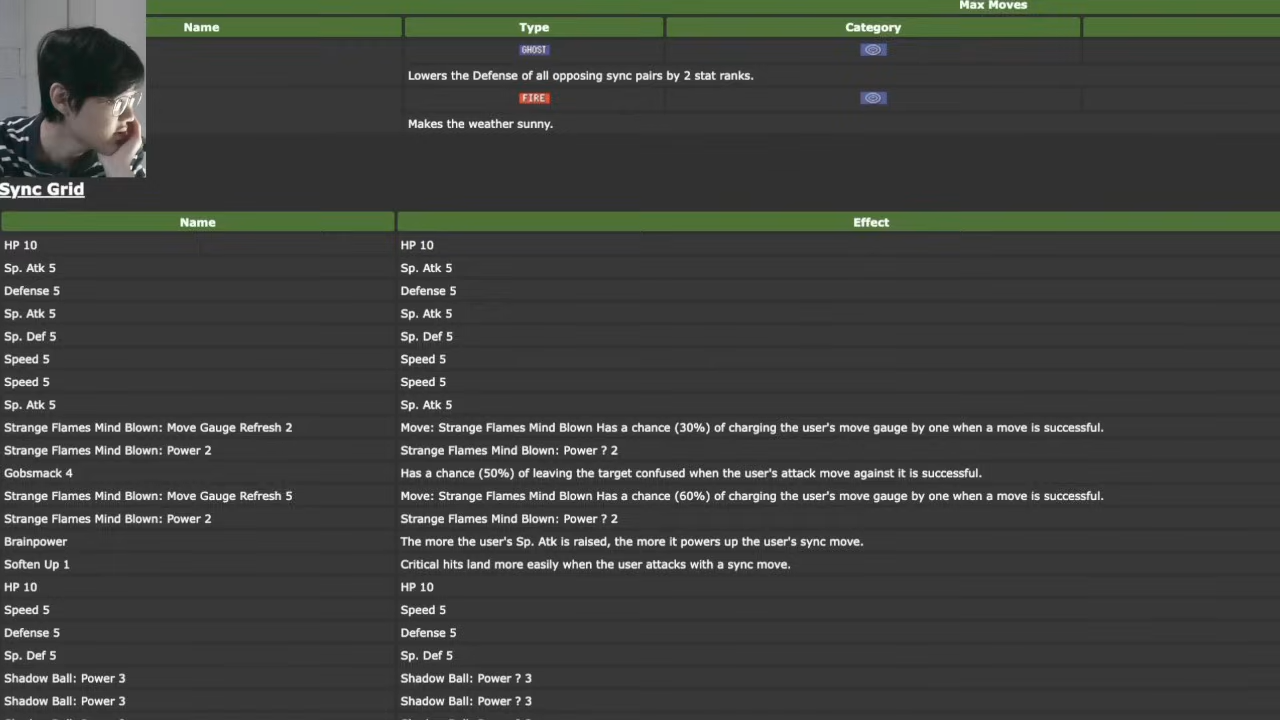 Max Moves
Name Type Category
GHOST
Lowers the Defense of all opposing sync pairs by 2 stat ranks.
FIRE
Makes the weather sunny.
Sync Grid
Name Effect
HP 10 HP 10
Sp. Atk 5 Sp. Atk 5
Defense 5 Defense 5
Sp. Atk 5 Sp. Atk 5
Sp. Def 5 Sp. Def 5
Speed 5 Speed 5
Speed 5 Speed 5
Sp. Atk 5 Sp. Atk 5
Strange Flames Mind Blown: Move Gauge Refresh 2 Move: Strange Flames Mind Blown Has a chance (30%) of charging the user's move gauge by one when a move is successful.
Strange Flames Mind Blown: Power 2 Strange Flames Mind Blown: Power ? 2
Gobsmack 4 Has a chance (50%) of leaving the target confused when the user's attack move against it is successful.
Strange Flames Mind Blown: Move Gauge Refresh 5 Move: Strange Flames Mind Blown Has a chance (60%) of charging the user's move gauge by one when a move is successful.
Strange Flames Mind Blown: Power 2 Strange Flames Mind Blown: Power ? 2
Brainpower The more the user's Sp. Atk is raised, the more it powers up the user's sync move.
Soften Up 1 Critical hits land more easily when the user attacks with a sync move.
HP 10 HP 10
Speed 5 Speed 5
Defense 5 Defense 5
Sp. Def 5 Sp. Def 5
Shadow Ball: Power 3 Shadow Ball: Power ? 3
Shadow Ball: Power 3 Shadow Ball: Power ? 3